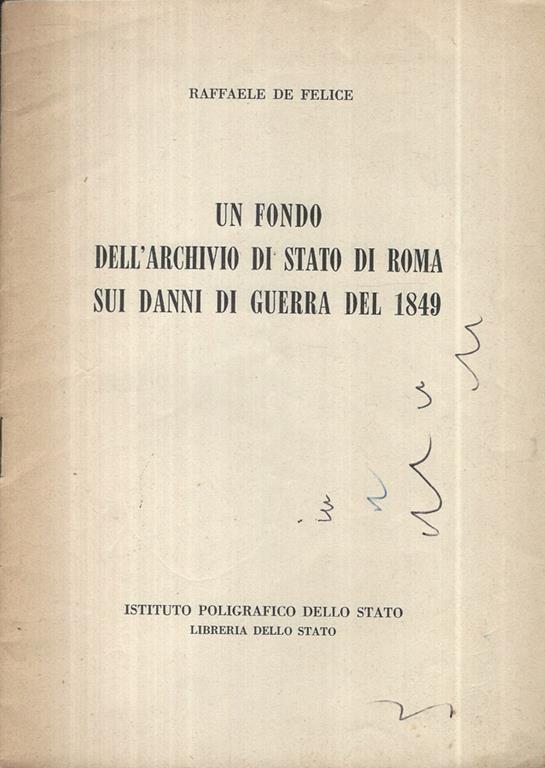 RAFFAELE DE FELICE
UN FONDO
DELL'ARCHIVIO DI STATO DI ROMA
SUI DANNI DI GUERRA DEL 1849
ISTITUTO POLIGRAFICO DELLO STATO
LIBRERIA DELLO STATO